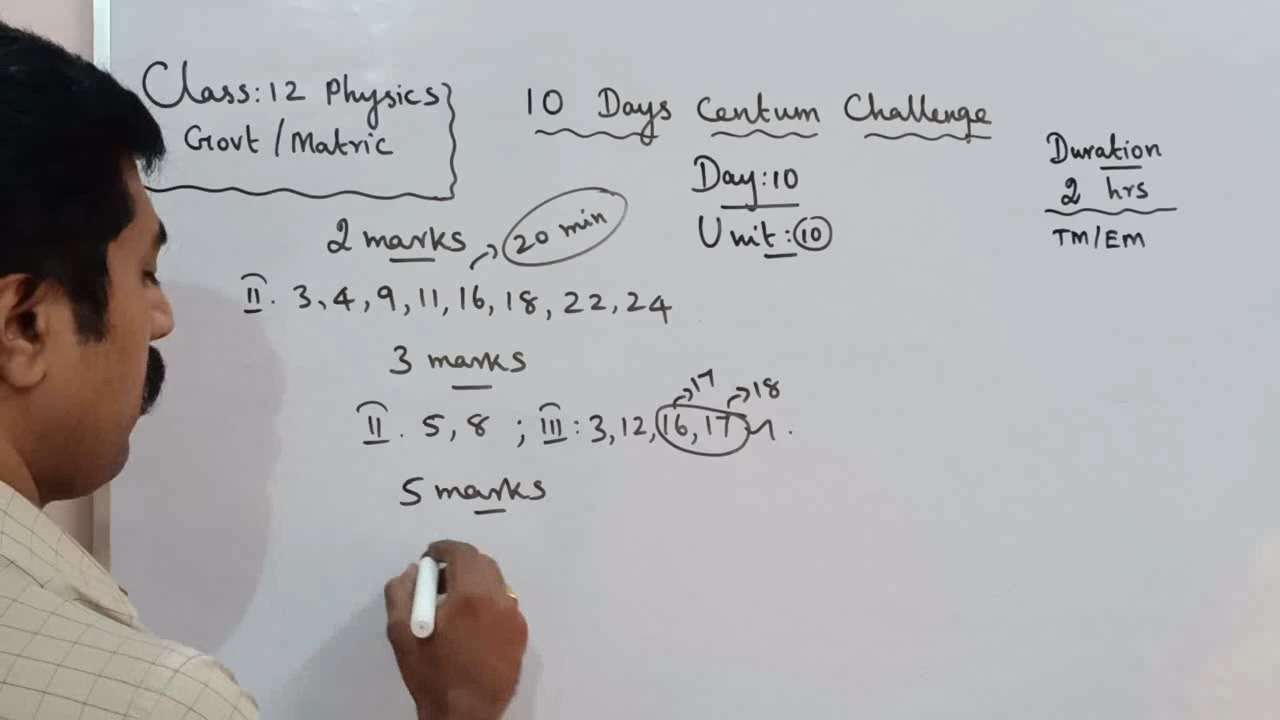 Class: 12 Physics
Govt / Matric
10 Days Centum Challenge
Day: 10
Unit: 10
Duration
2 hrs
TM/EM
2 marks → 20 min
II. 3, 4, 9, 11, 16, 18, 22, 24
3 marks
→ 17 → 18
II. 5, 8 ; III: 3, 12, 16, 17
5 marks